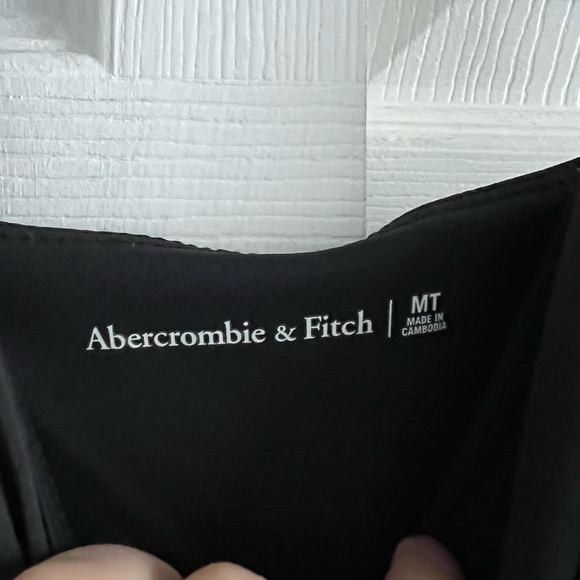 Abercrombie & Fitch | MT
MADE IN
CAMBODIA